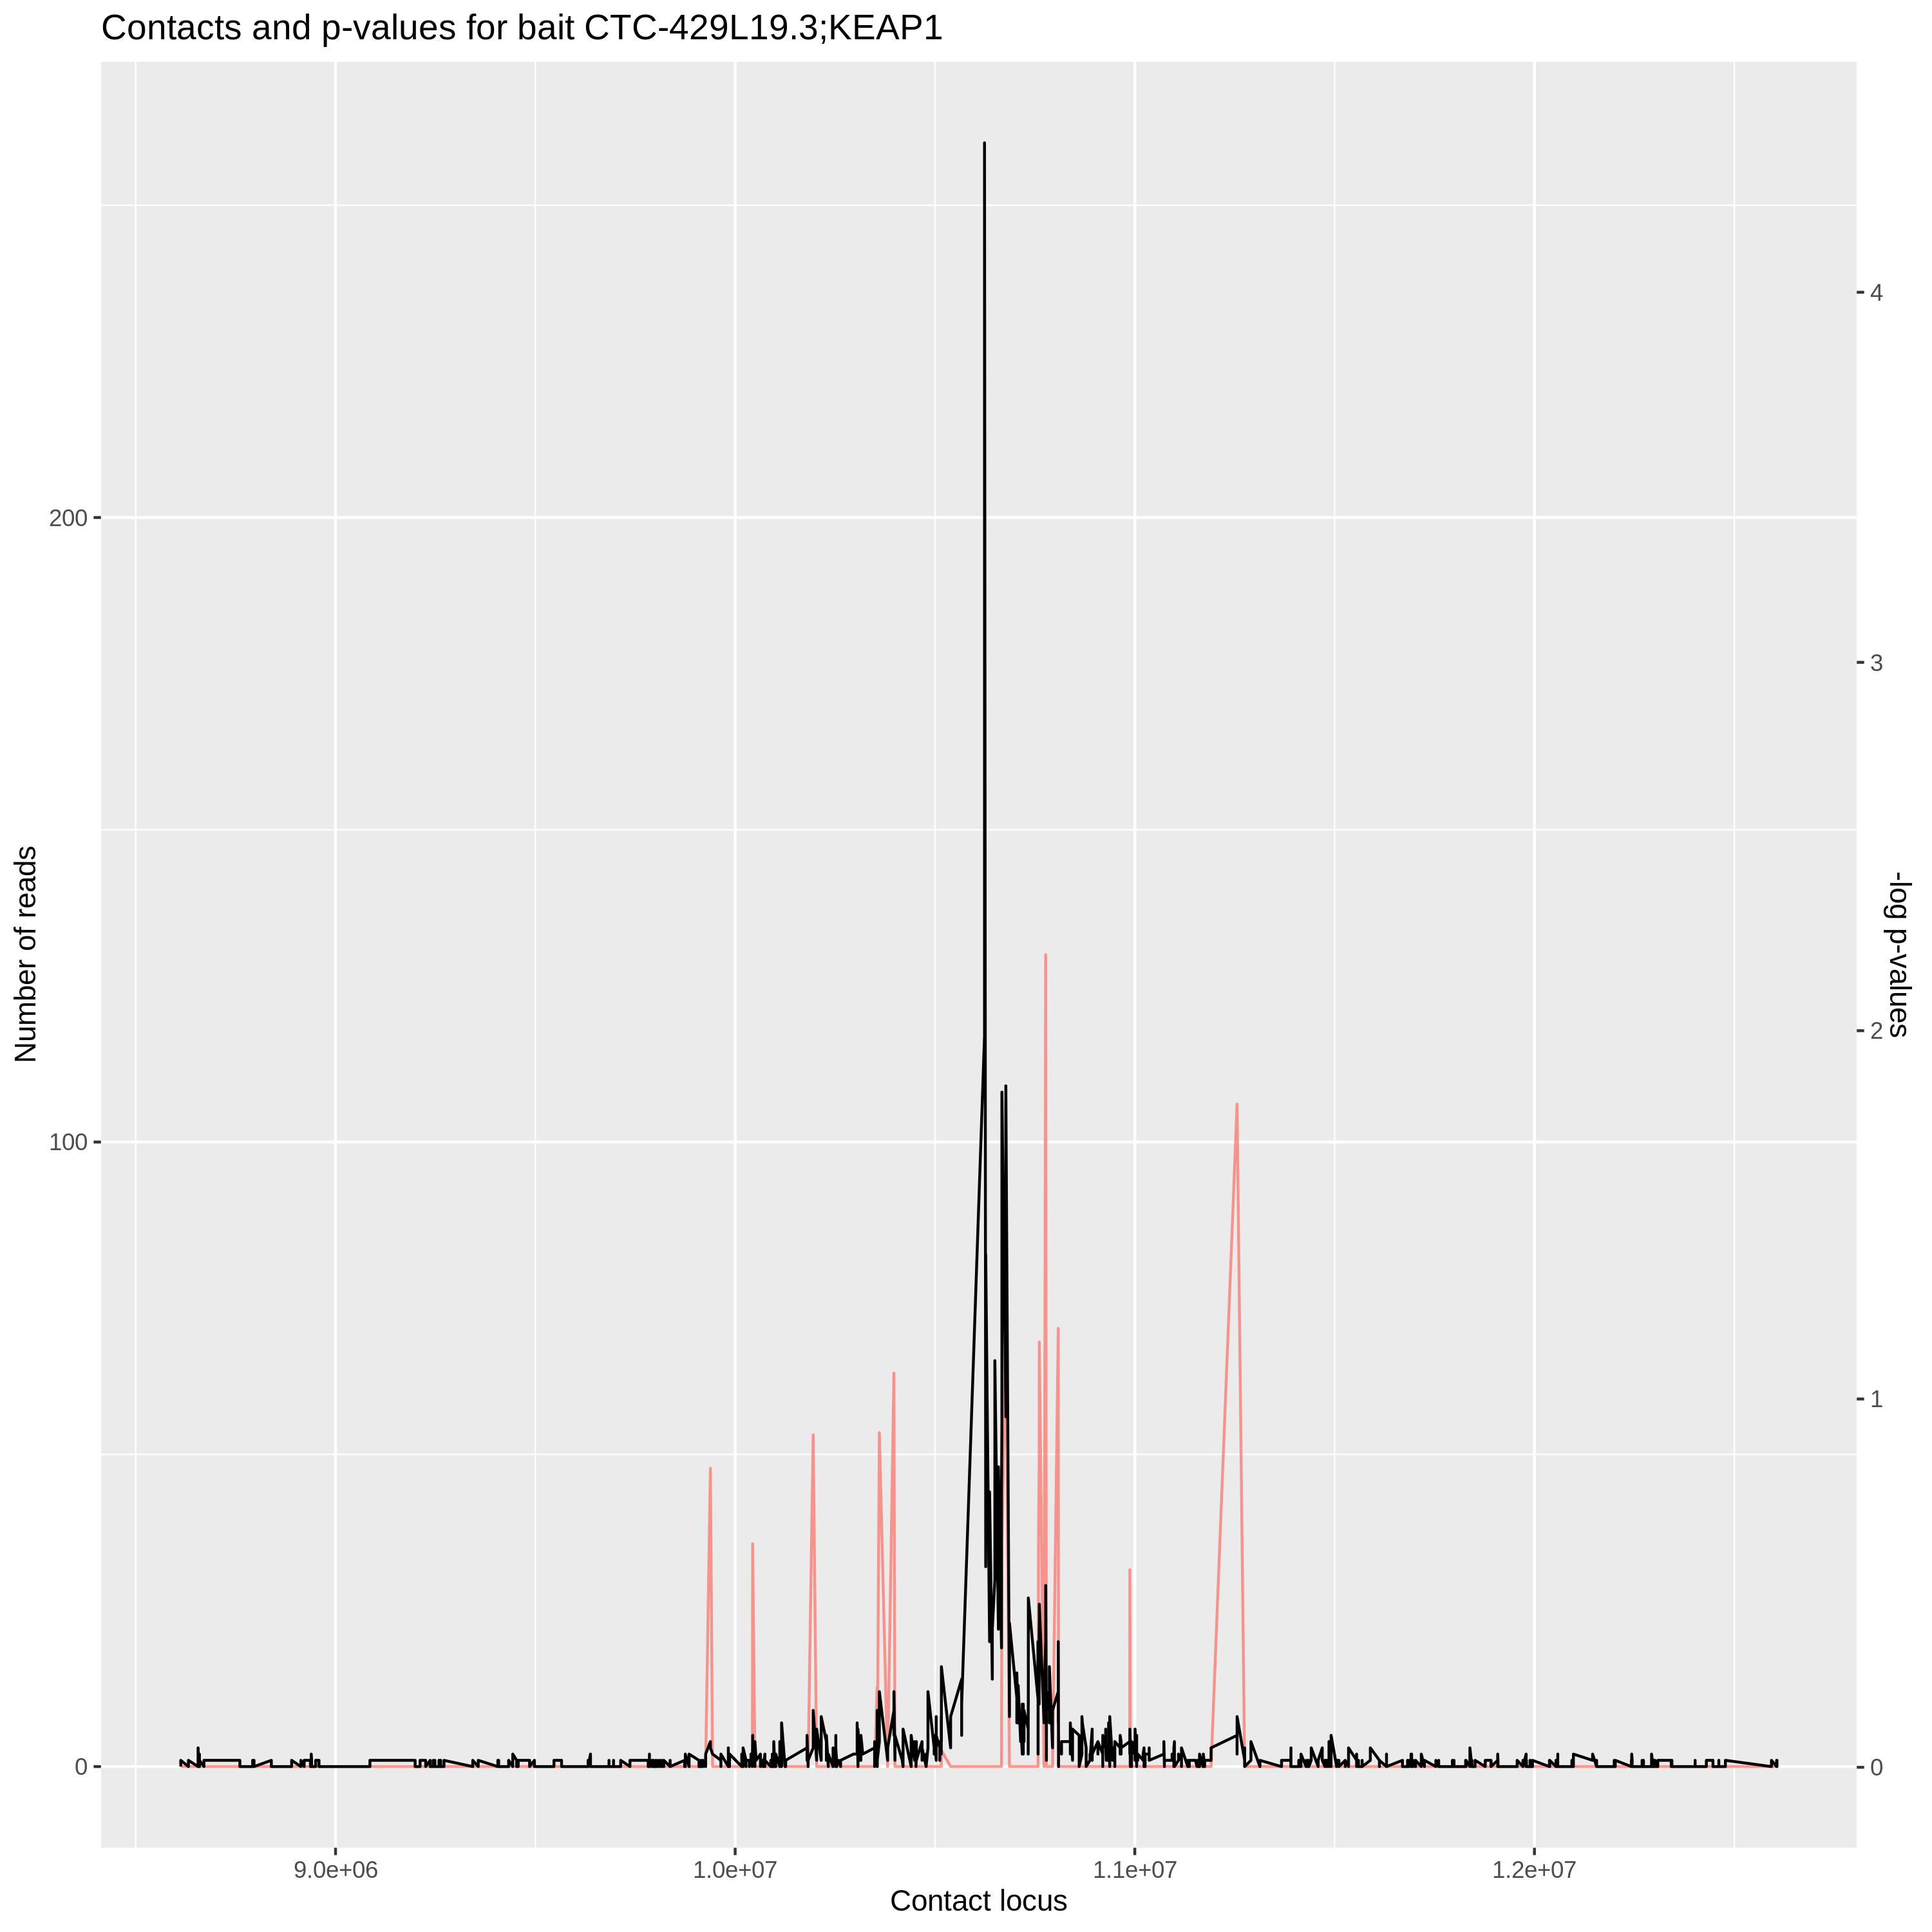 Contacts and p-values for bait CTC-429L19.3;KEAP1
Number of reads
200
100
0
4
3
2
1
0
-log p-values
9.0e+06
1.0e+07
1.1e+07
1.2e+07
Contact locus